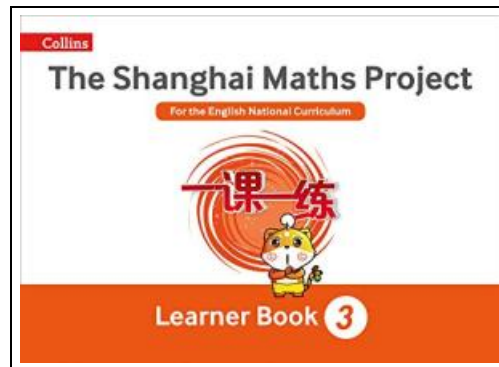 Collins
The Shanghai Maths Project
For the English National Curriculum
一课一练
Learner Book 3